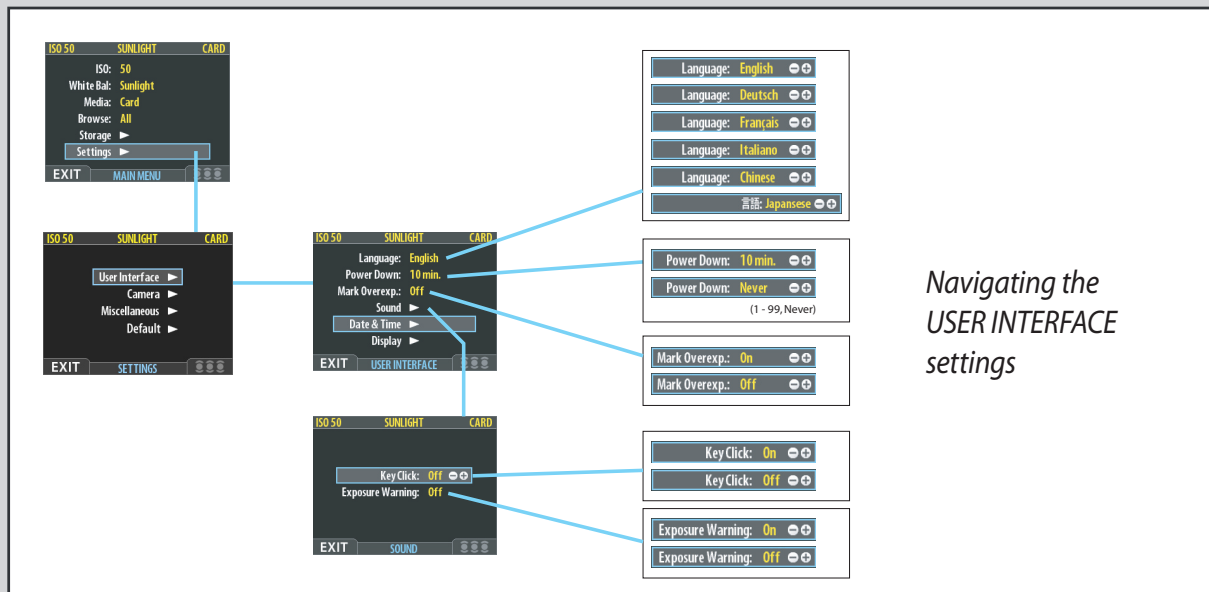 ISO 50 SUNLIGHT CARD
ISO: 50
White Bal: Sunlight
Media: Card
Browse: All
Storage
Settings
EXIT MAIN MENU
ISO 50 SUNLIGHT CARD
User Interface
Camera
Miscellaneous
Default
EXIT SETTINGS
ISO 50 SUNLIGHT CARD
Language: English
Power Down: 10 min.
Mark Overexp.: Off
Sound
Date & Time
Display
EXIT USER INTERFACE
ISO 50 SUNLIGHT CARD
Key Click: Off
Exposure Warning: Off
EXIT SOUND
Language: English
Language: Deutsch
Language: Français
Language: Italiano
Language: Chinese
言語: Japansese
Power Down: 10 min.
Power Down: Never
(1 - 99, Never)
Mark Overexp.: On
Mark Overexp.: Off
Key Click: On
Key Click: Off
Exposure Warning: On
Exposure Warning: Off
Navigating the
USER INTERFACE
settings